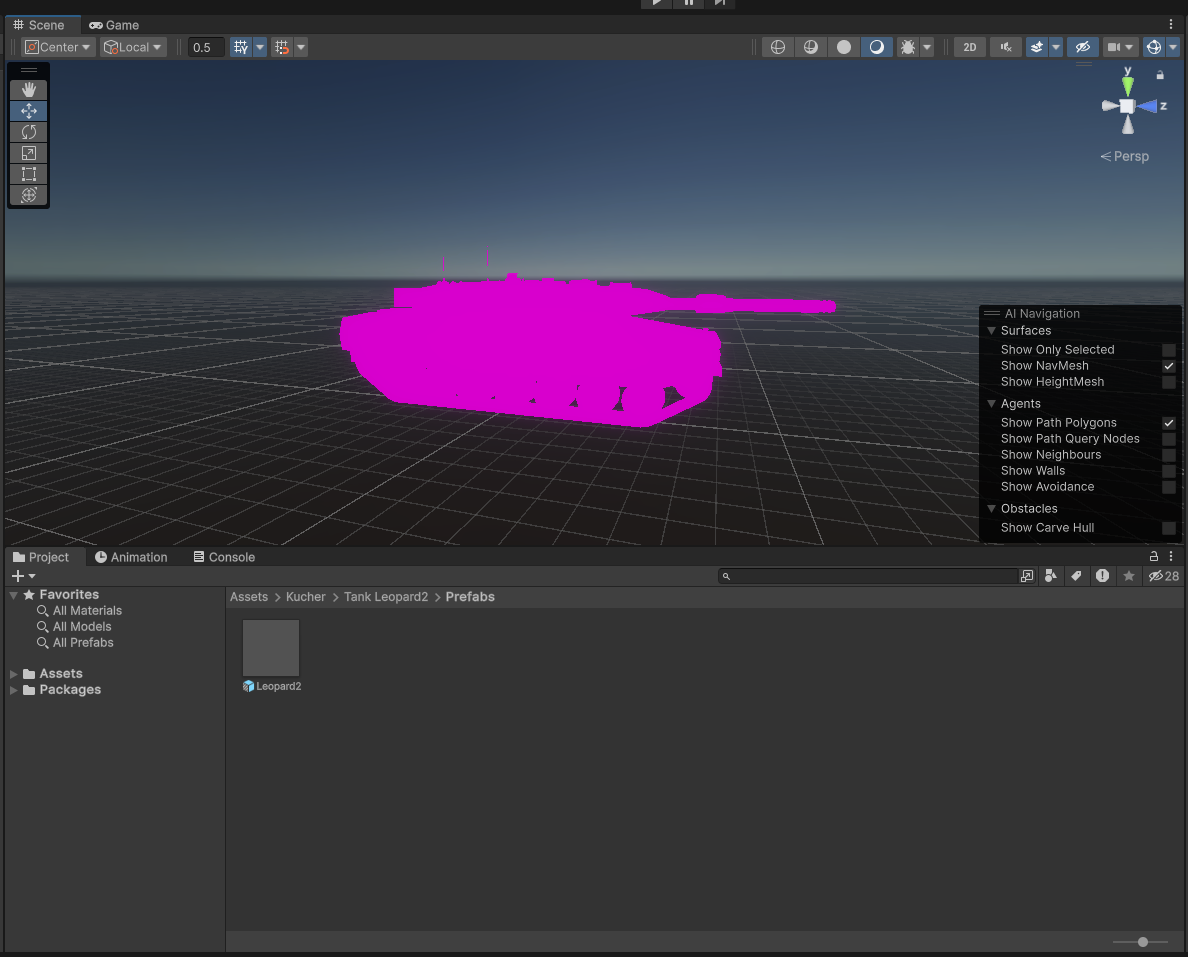 Scene Game
Center Local 0.5 2D
y
z
Persp
AI Navigation
Surfaces
Show Only Selected
Show NavMesh
Show HeightMesh
Agents
Show Path Polygons
Show Path Query Nodes
Show Neighbours
Show Walls
Show Avoidance
Obstacles
Show Carve Hull
Project Animation Console
28
Favorites
All Materials
All Models
All Prefabs
Assets
Packages
Assets > Kucher > Tank Leopard2 > Prefabs
Leopard2